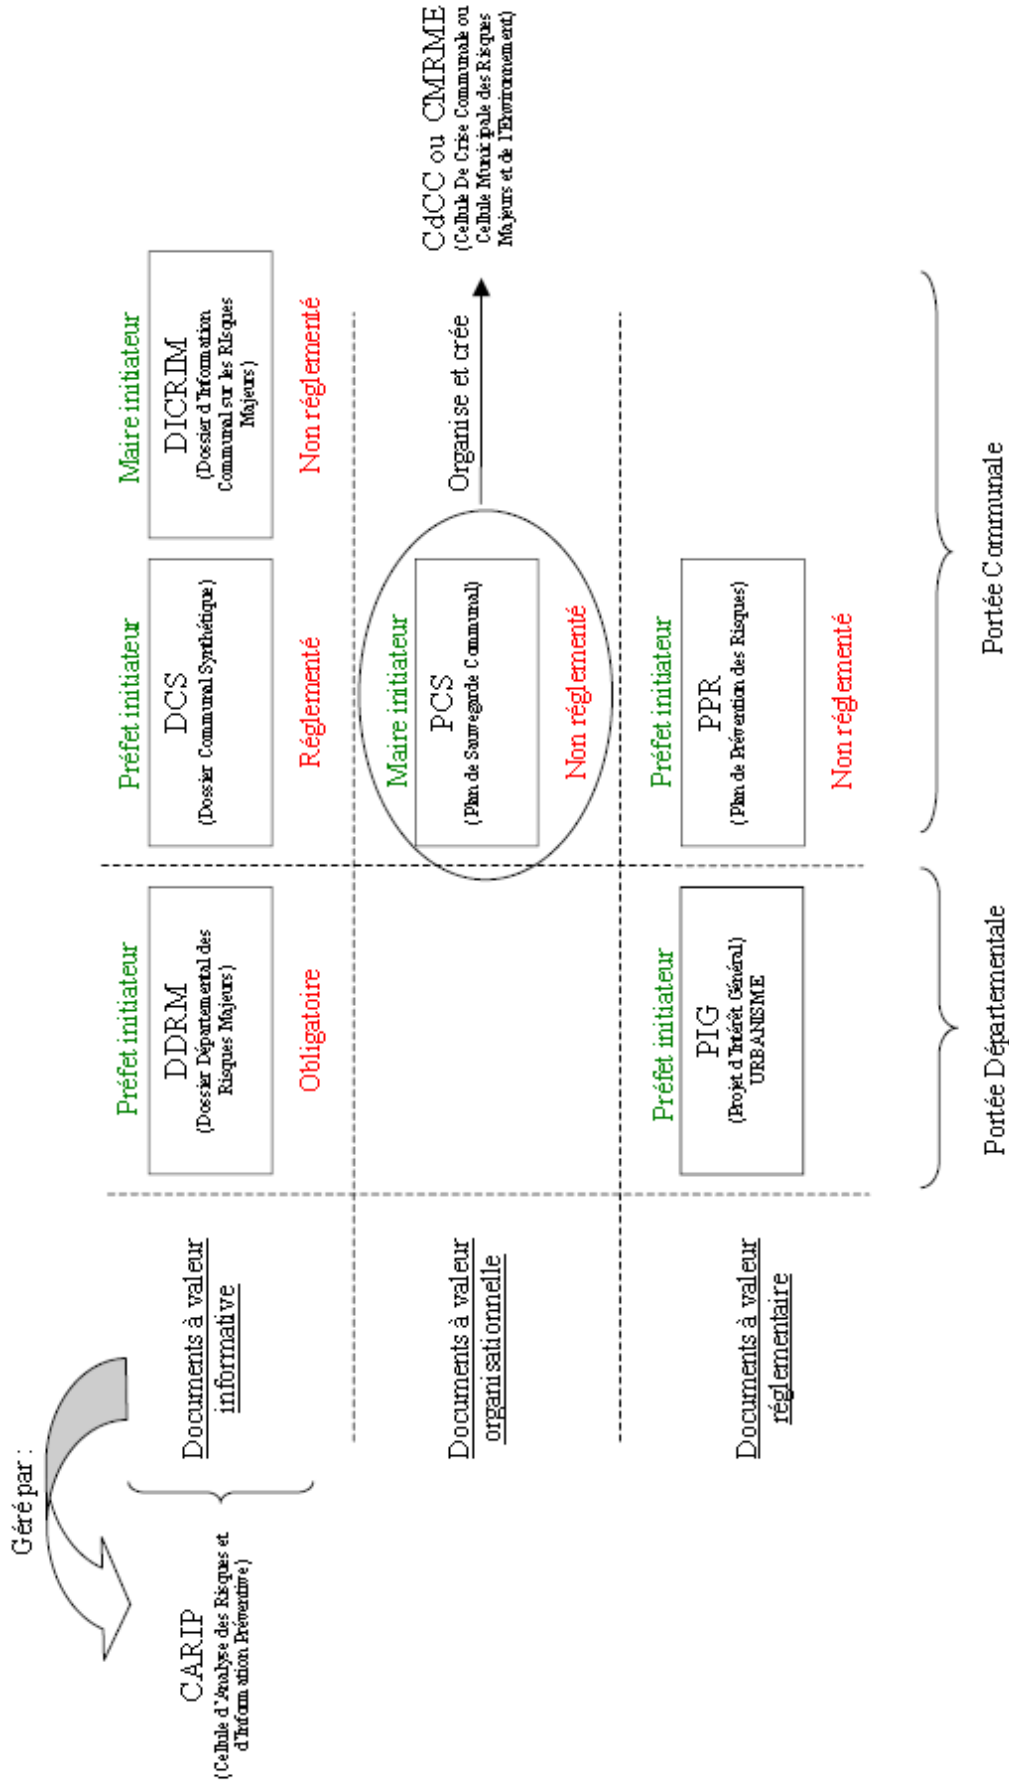 Géré par :
CARIP
(Cellule d'Analyse des Risques et
d'Information Préventive)
Documents à valeur
informative
Préfet initiateur
DDRM
(Dossier Départemental des
Risques Majeurs)
Obligatoire
Préfet initiateur
DCS
(Dossier Communal Synthétique)
Réglementé
Maire initiateur
DICRIM
(Dossier d'Information
Communal sur les RIsques
Majeurs)
Non réglementé
Documents à valeur
organisationnelle
Maire initiateur
PCS
(Plan de Sauvegarde Communal)
Non réglementé
Organise et crée
CdCC ou CMRME
(Cellule De Crise Communale ou
Cellule Municipale des Risques
Majeurs et de l'Environnement)
Documents à valeur
réglementaire
Préfet initiateur
PIG
(Projet d'Intérêt Général)
URBANISME
Préfet initiateur
PPR
(Plan de Prévention des Risques)
Non réglementé
Portée Départementale
Portée Communale